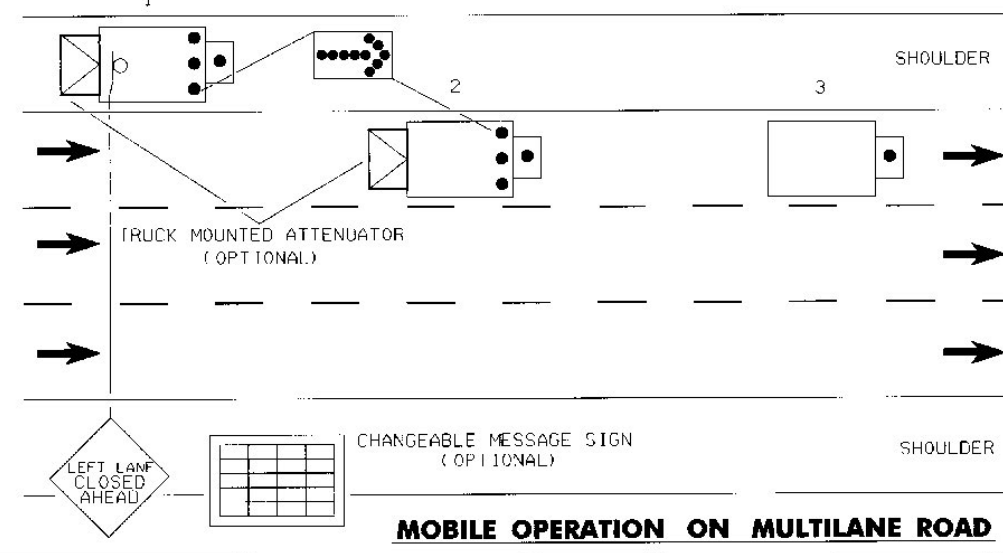 1
SHOULDER
2
3
TRUCK MOUNTED ATTENUATOR
(OPTIONAL)
CHANGEABLE MESSAGE SIGN
(OPTIONAL)
SHOULDER
LEFT LANE
CLOSED
AHEAD
MOBILE OPERATION ON MULTILANE ROAD